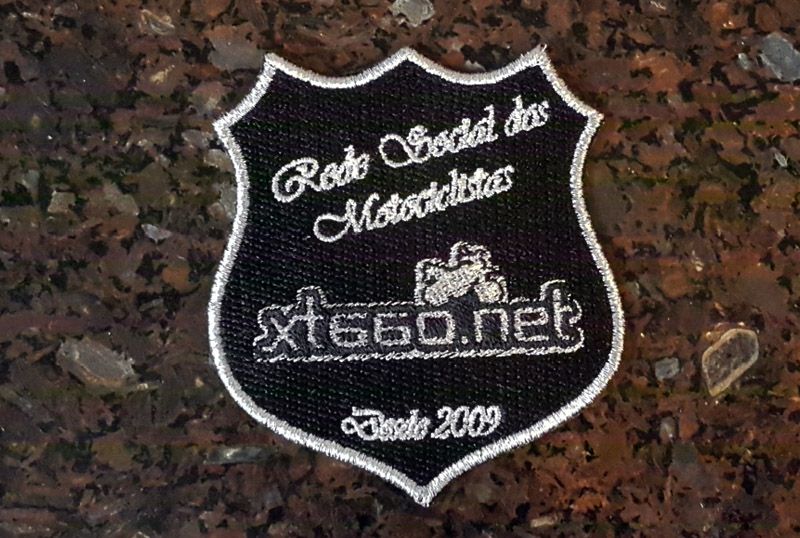 Rede Social dos
Motociclistas
xt660.net
Desde 2009